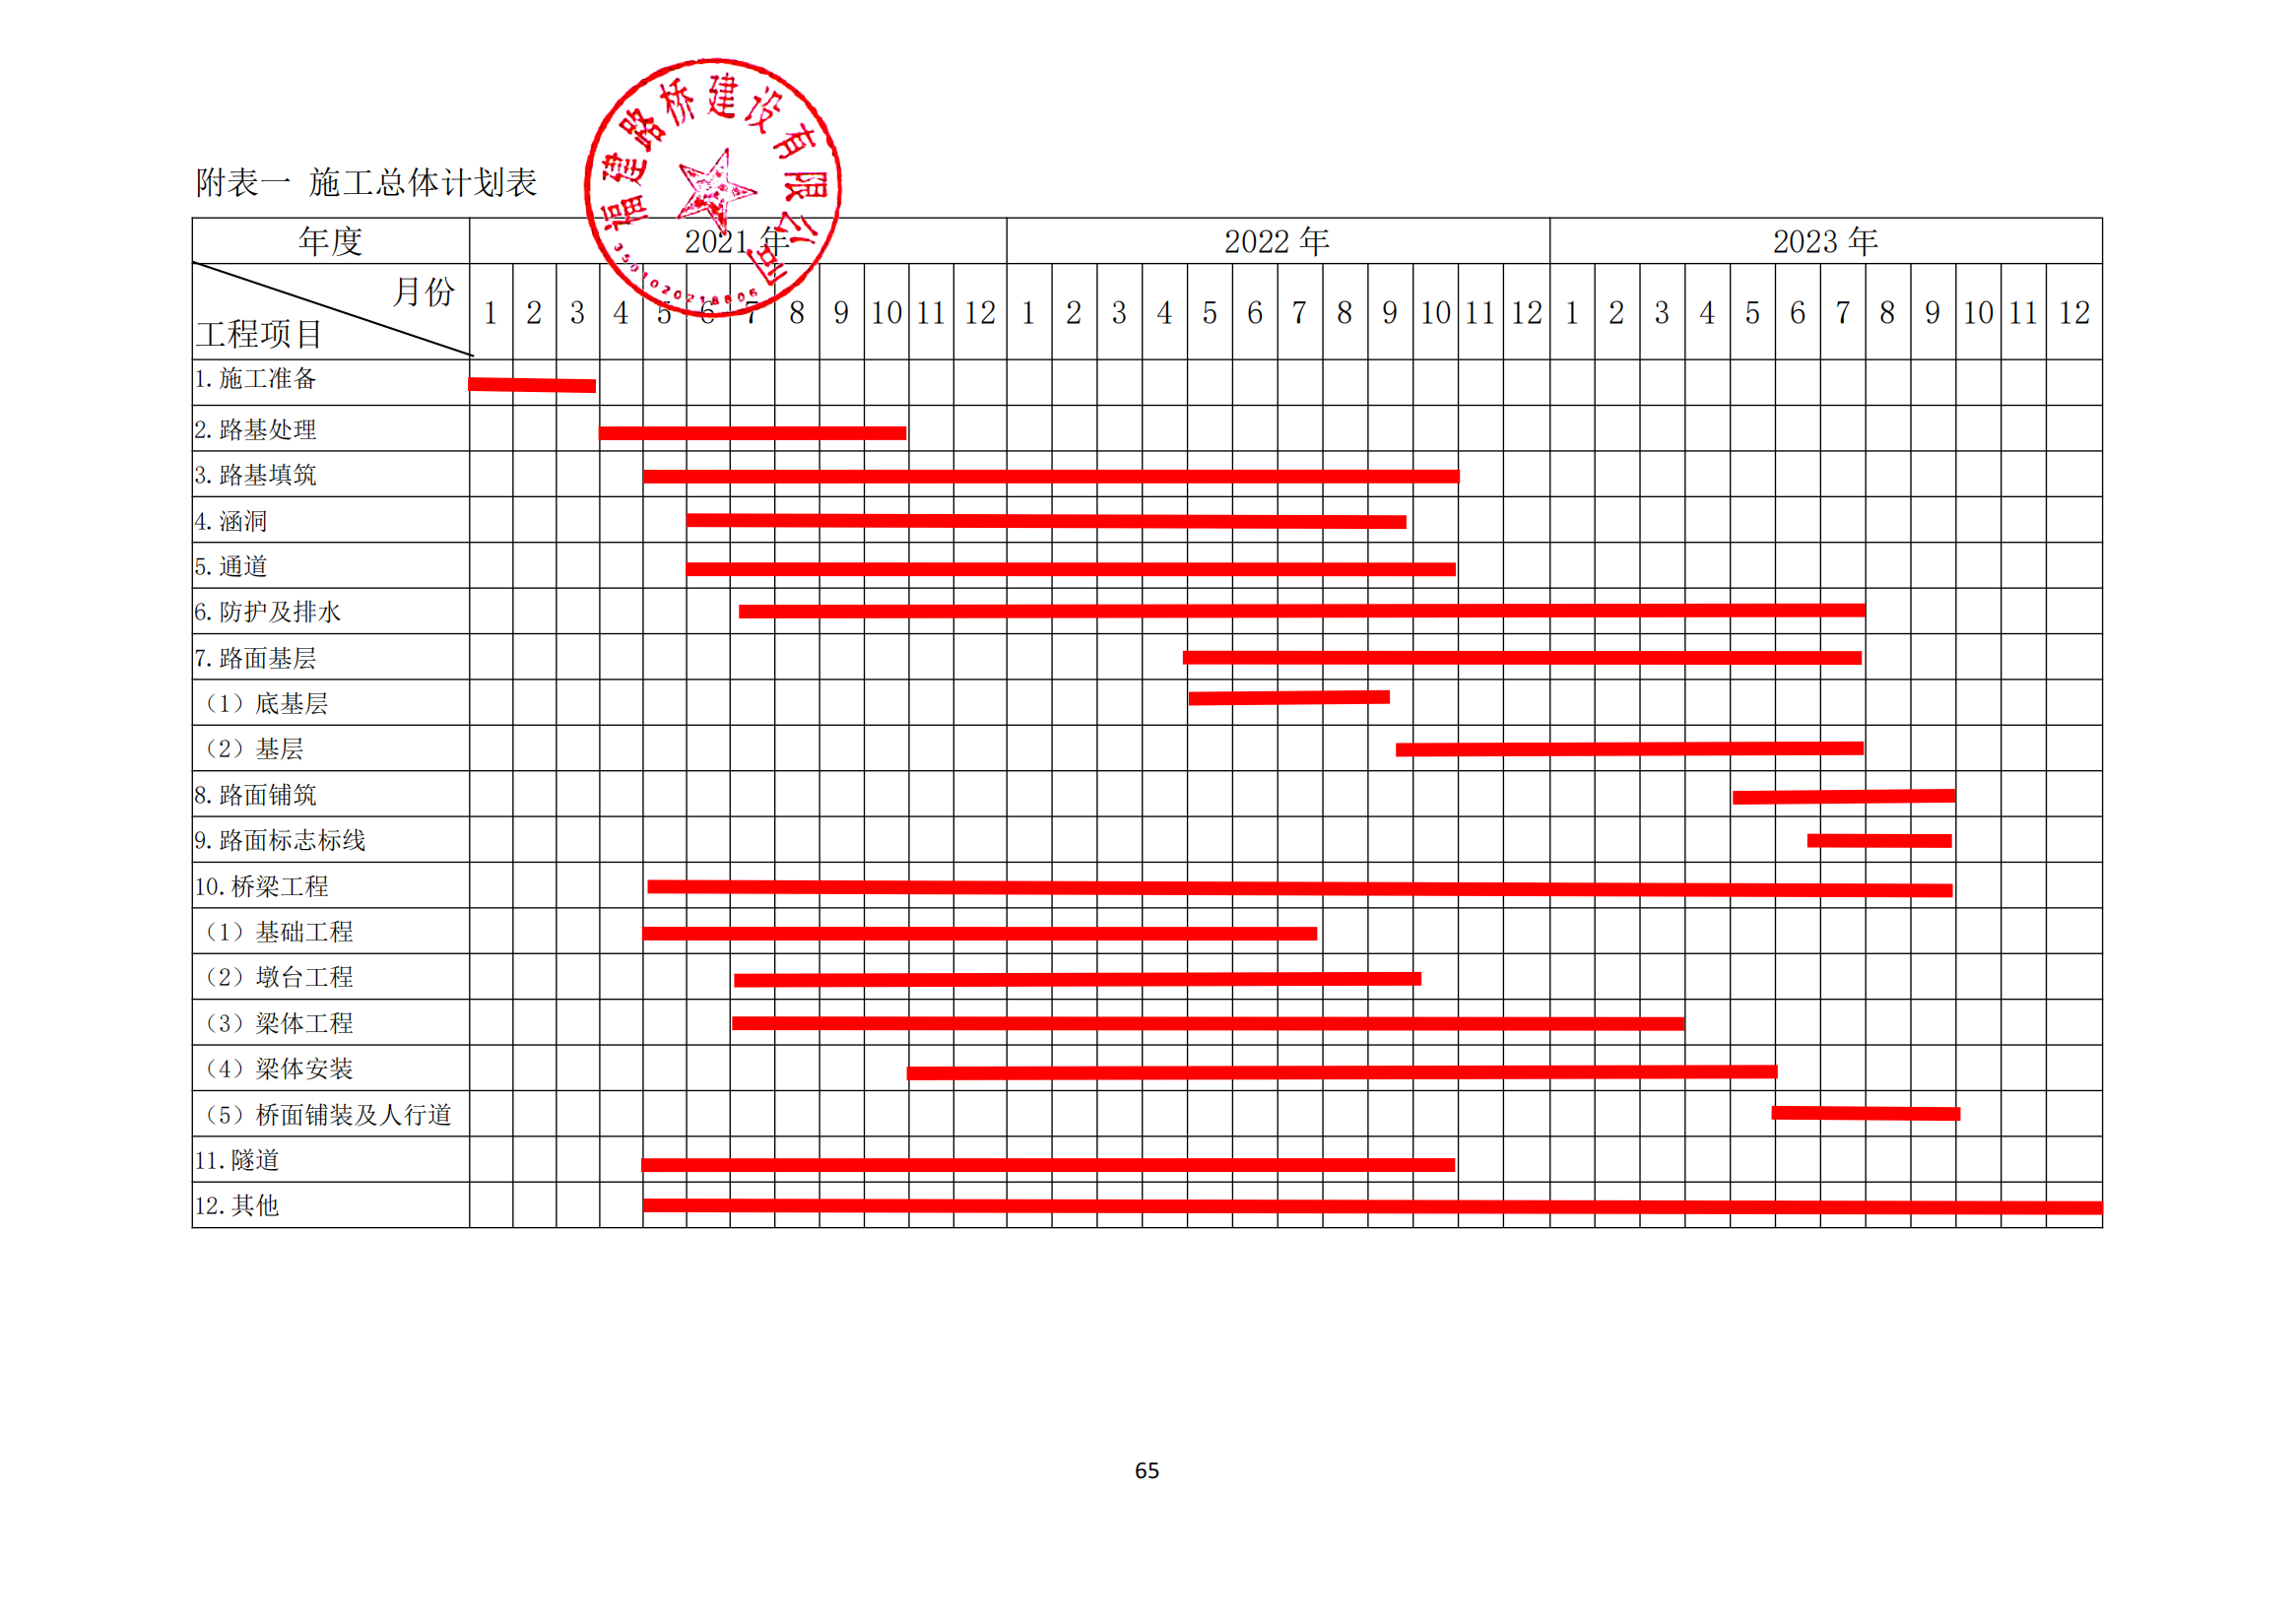 福建路桥建设有限公司
附表一 施工总体计划表
年度 2021 年 2022 年 2023 年
月份
工程项目
1 2 3 4 5 6 7 8 9 10 11 12 1 2 3 4 5 6 7 8 9 10 11 12 1 2 3 4 5 6 7 8 9 10 11 12
1.施工准备
2.路基处理
3.路基填筑
4.涵洞
5.通道
6.防护及排水
7.路面基层
（1）底基层
（2）基层
8.路面铺筑
9.路面标志标线
10.桥梁工程
（1）基础工程
（2）墩台工程
（3）梁体工程
（4）梁体安装
（5）桥面铺装及人行道
11.隧道
12.其他
65